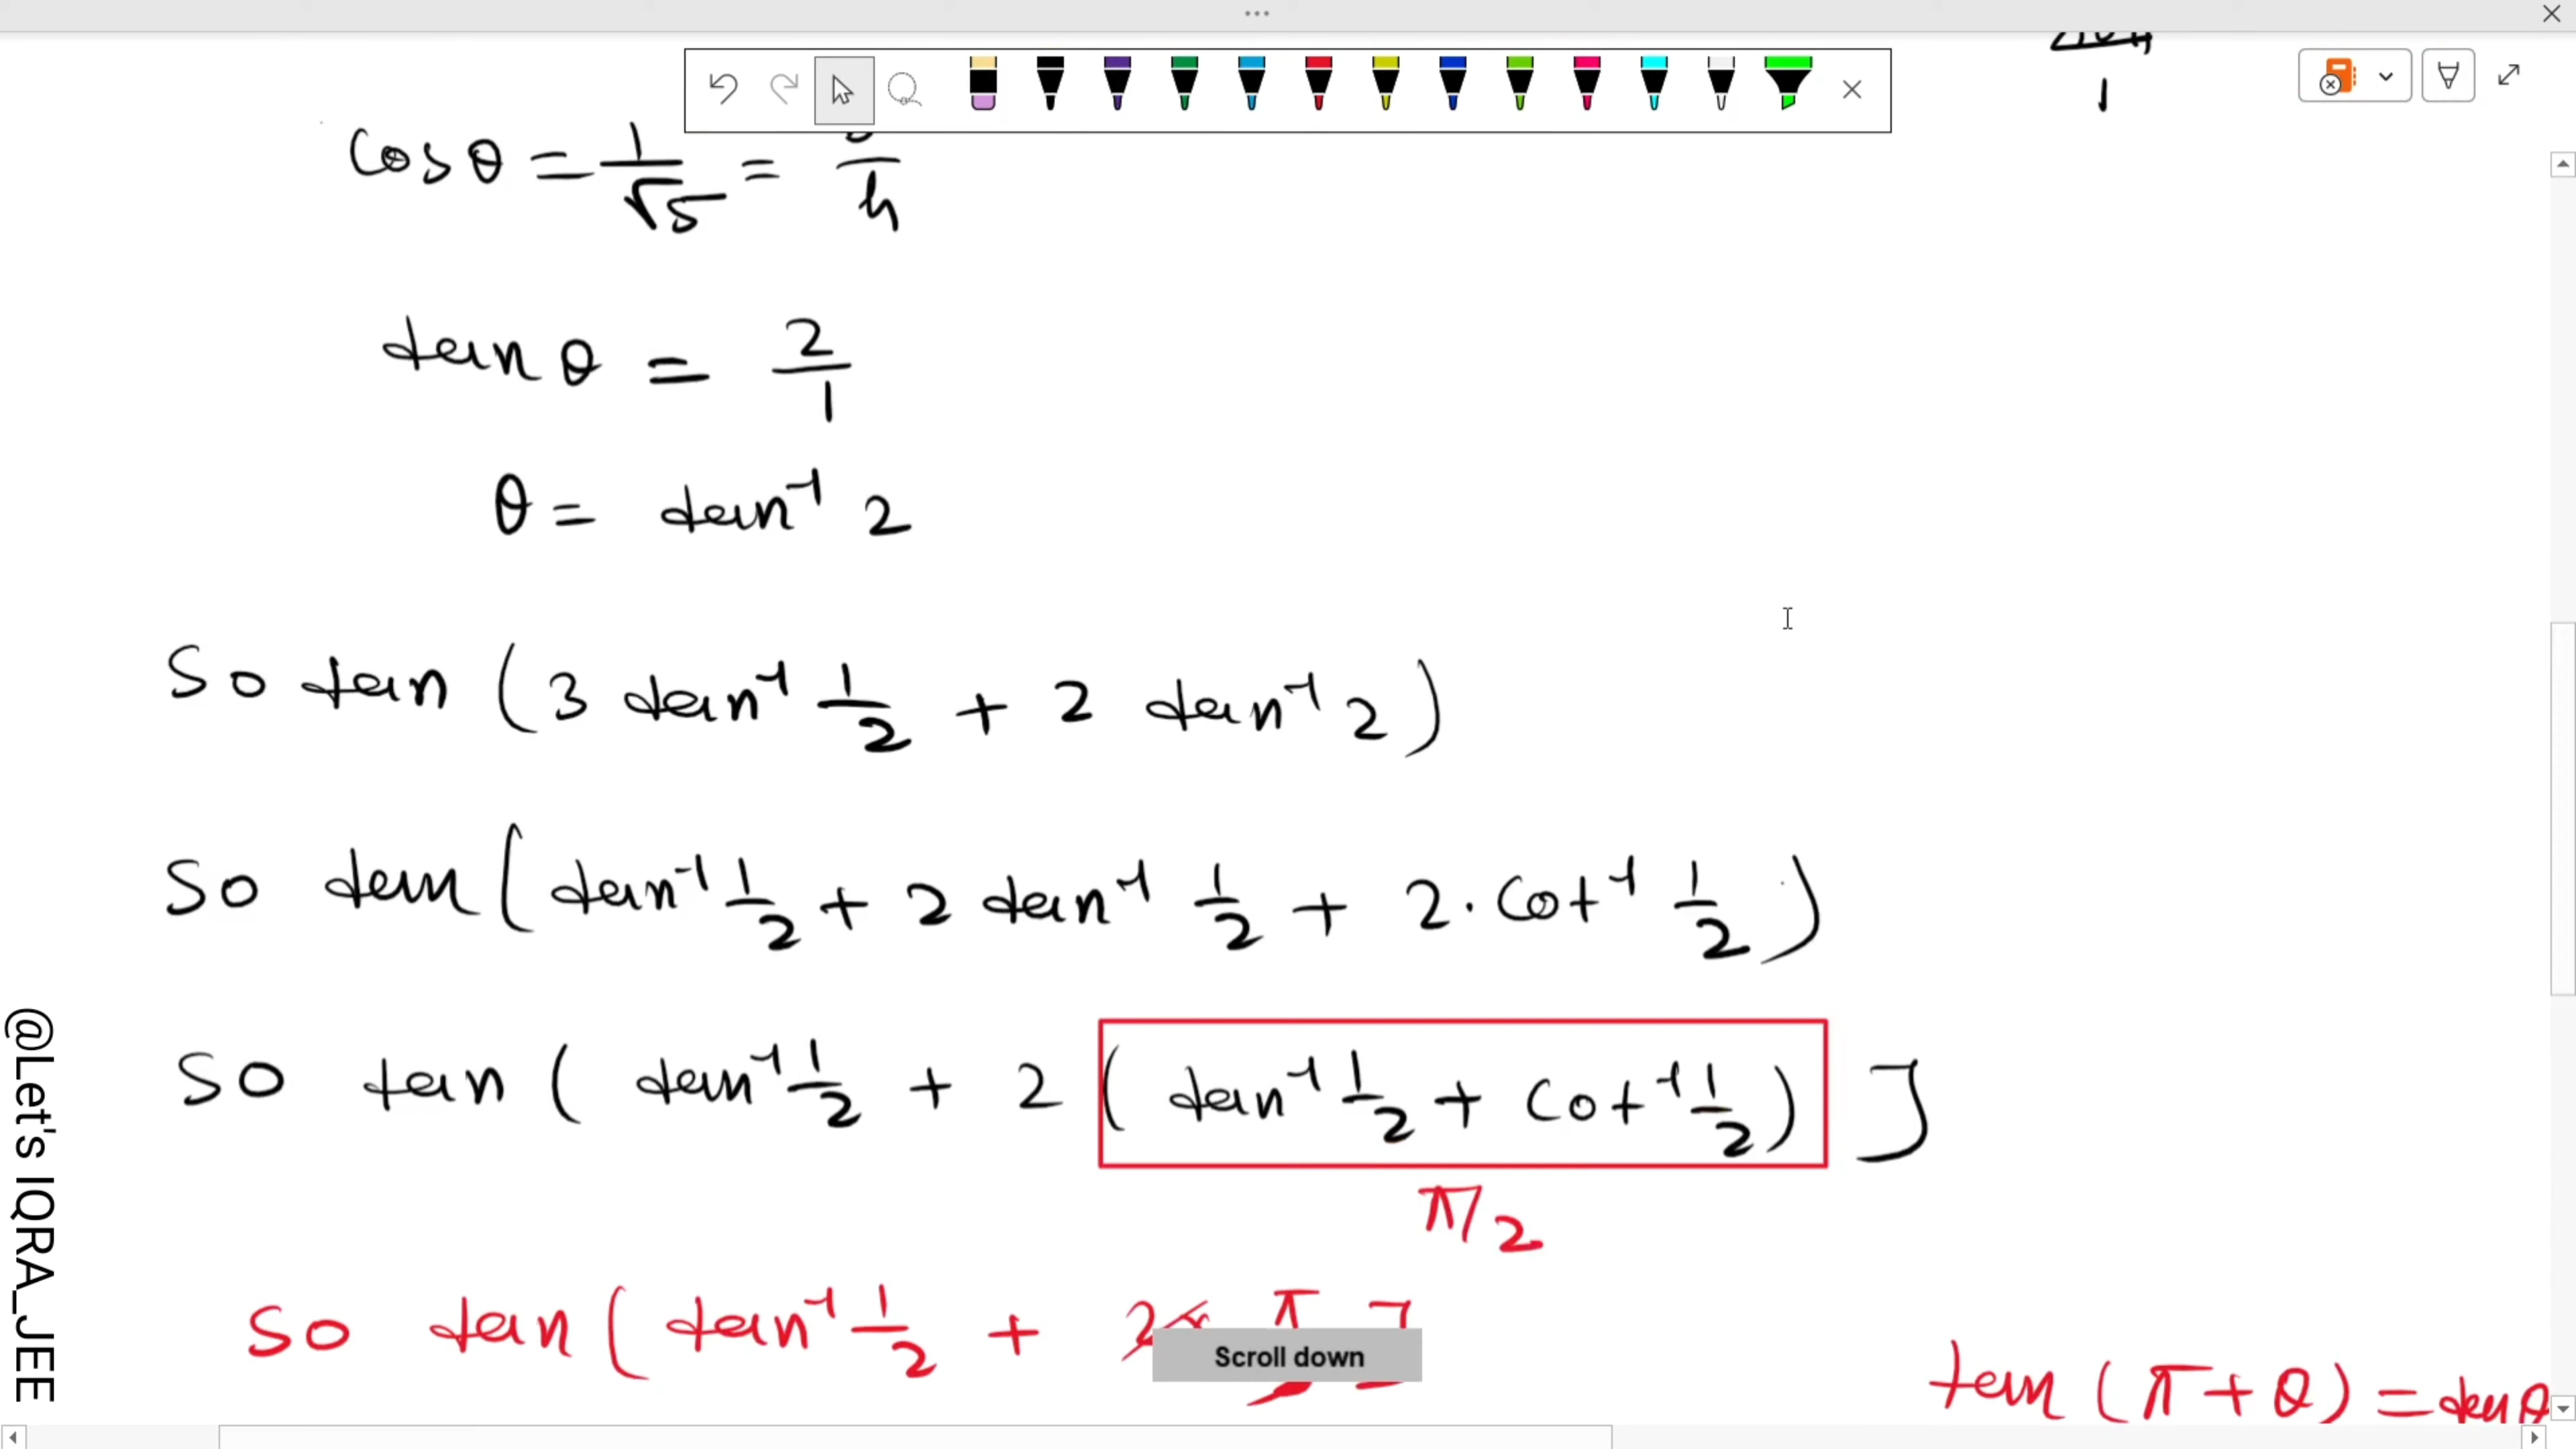 1
cos θ = 1/√5 = /h
tan θ = 2/1
θ = tan⁻¹ 2
So tan (3 tan⁻¹ 1/2 + 2 tan⁻¹ 2)
So tan [tan⁻¹ 1/2 + 2 tan⁻¹ 1/2 + 2 · cot⁻¹ 1/2)
So tan ( tan⁻¹ 1/2 + 2 ( tan⁻¹ 1/2 + cot⁻¹ 1/2) ]
π/2
So tan ( tan⁻¹ 1/2 + 2× π ]
Scroll down
tan (π + θ) = tan θ
@Let's IQRA_JEE